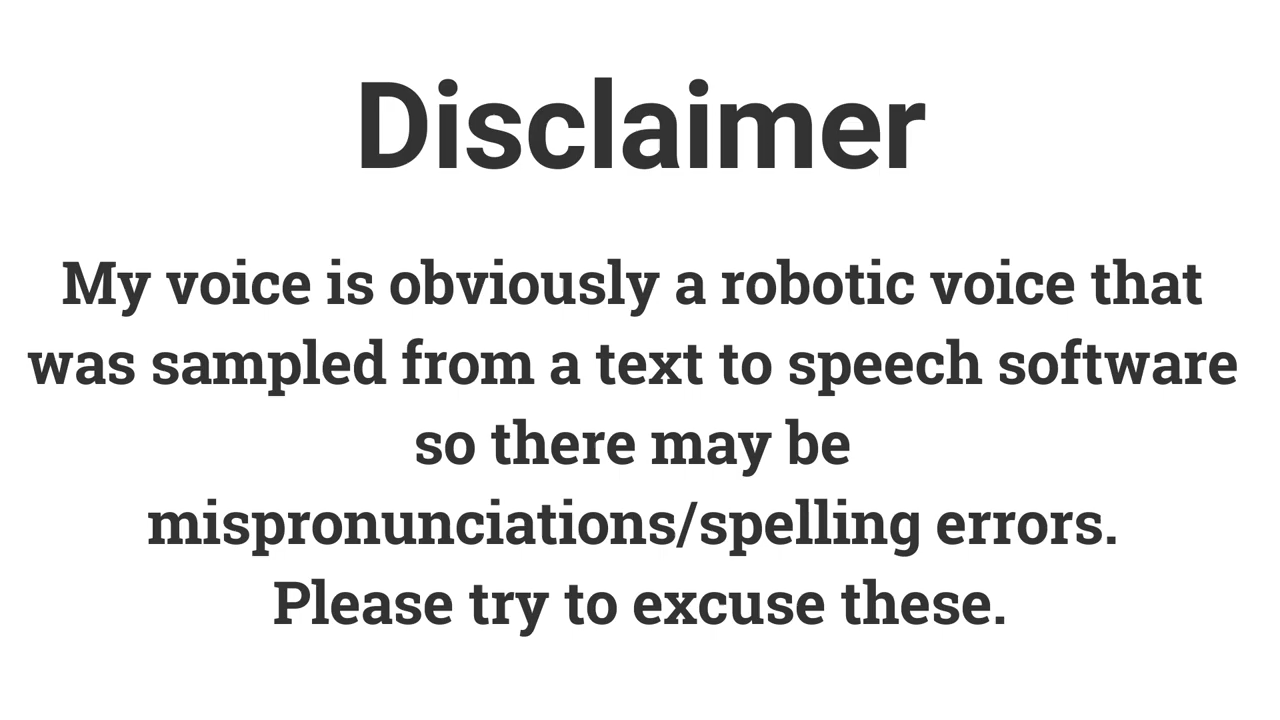 Disclaimer
My voice is obviously a robotic voice that
was sampled from a text to speech software
so there may be
mispronunciations/spelling errors.
Please try to excuse these.